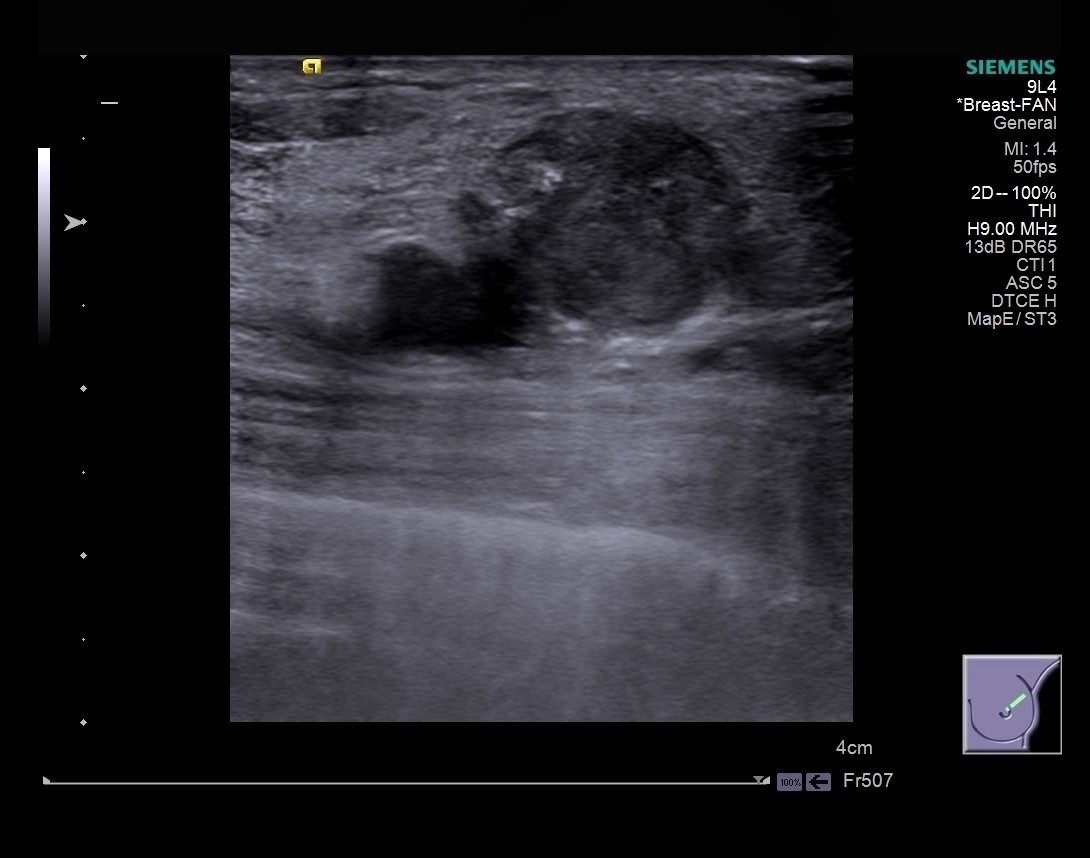 SIEMENS
9L4
*Breast-FAN
General
MI: 1.4
50fps
2D--100%
THI
H9.00 MHz
13dB DR65
CTI 1
ASC 5
DTCE H
MapE / ST3
4cm
100%
Fr507